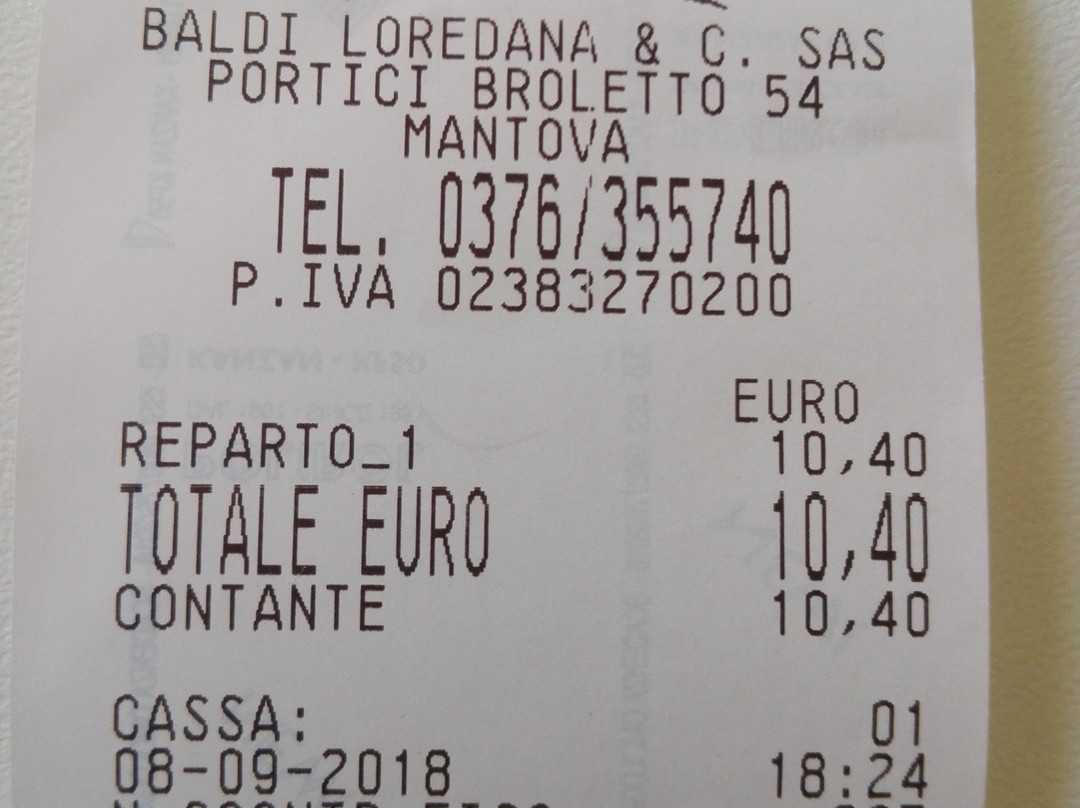 BALDI LOREDANA & C. SAS
PORTICI BROLETTO 54
MANTOVA
TEL. 0376/355740
P.IVA 02383270200
EURO
REPARTO_1 10,40
TOTALE EURO 10,40
CONTANTE 10,40
CASSA: 01
08-09-2018 18:24